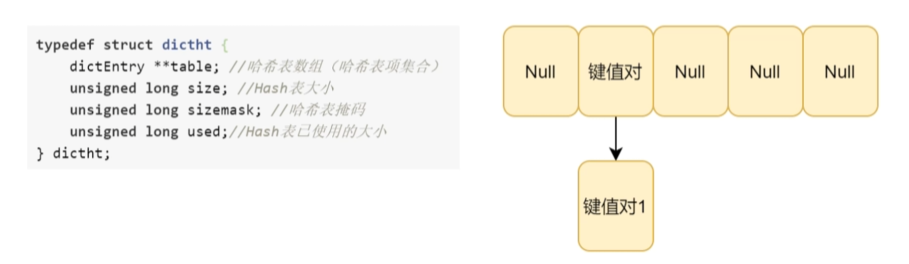 typedef struct dictht {
dictEntry **table; //哈希表数组（哈希表项集合）
unsigned long size; //Hash表大小
unsigned long sizemask; //哈希表掩码
unsigned long used;//Hash表已使用的大小
} dictht;
Null 键值对 Null Null Null
键值对1